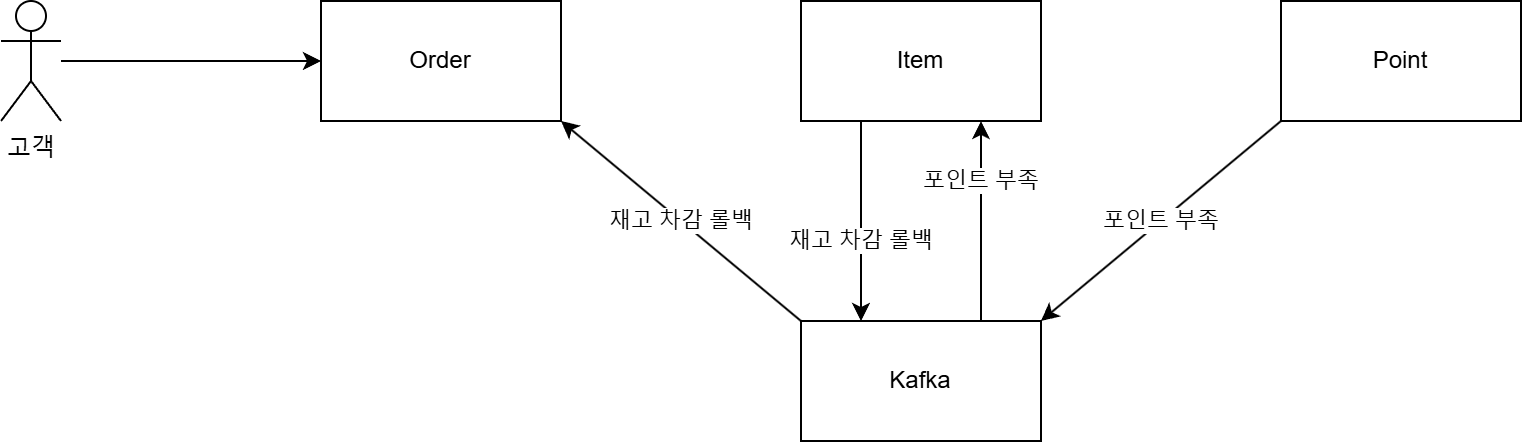 Order
Item
Point
고객
포인트 부족
재고 차감 롤백
포인트 부족
재고 차감 롤백
Kafka